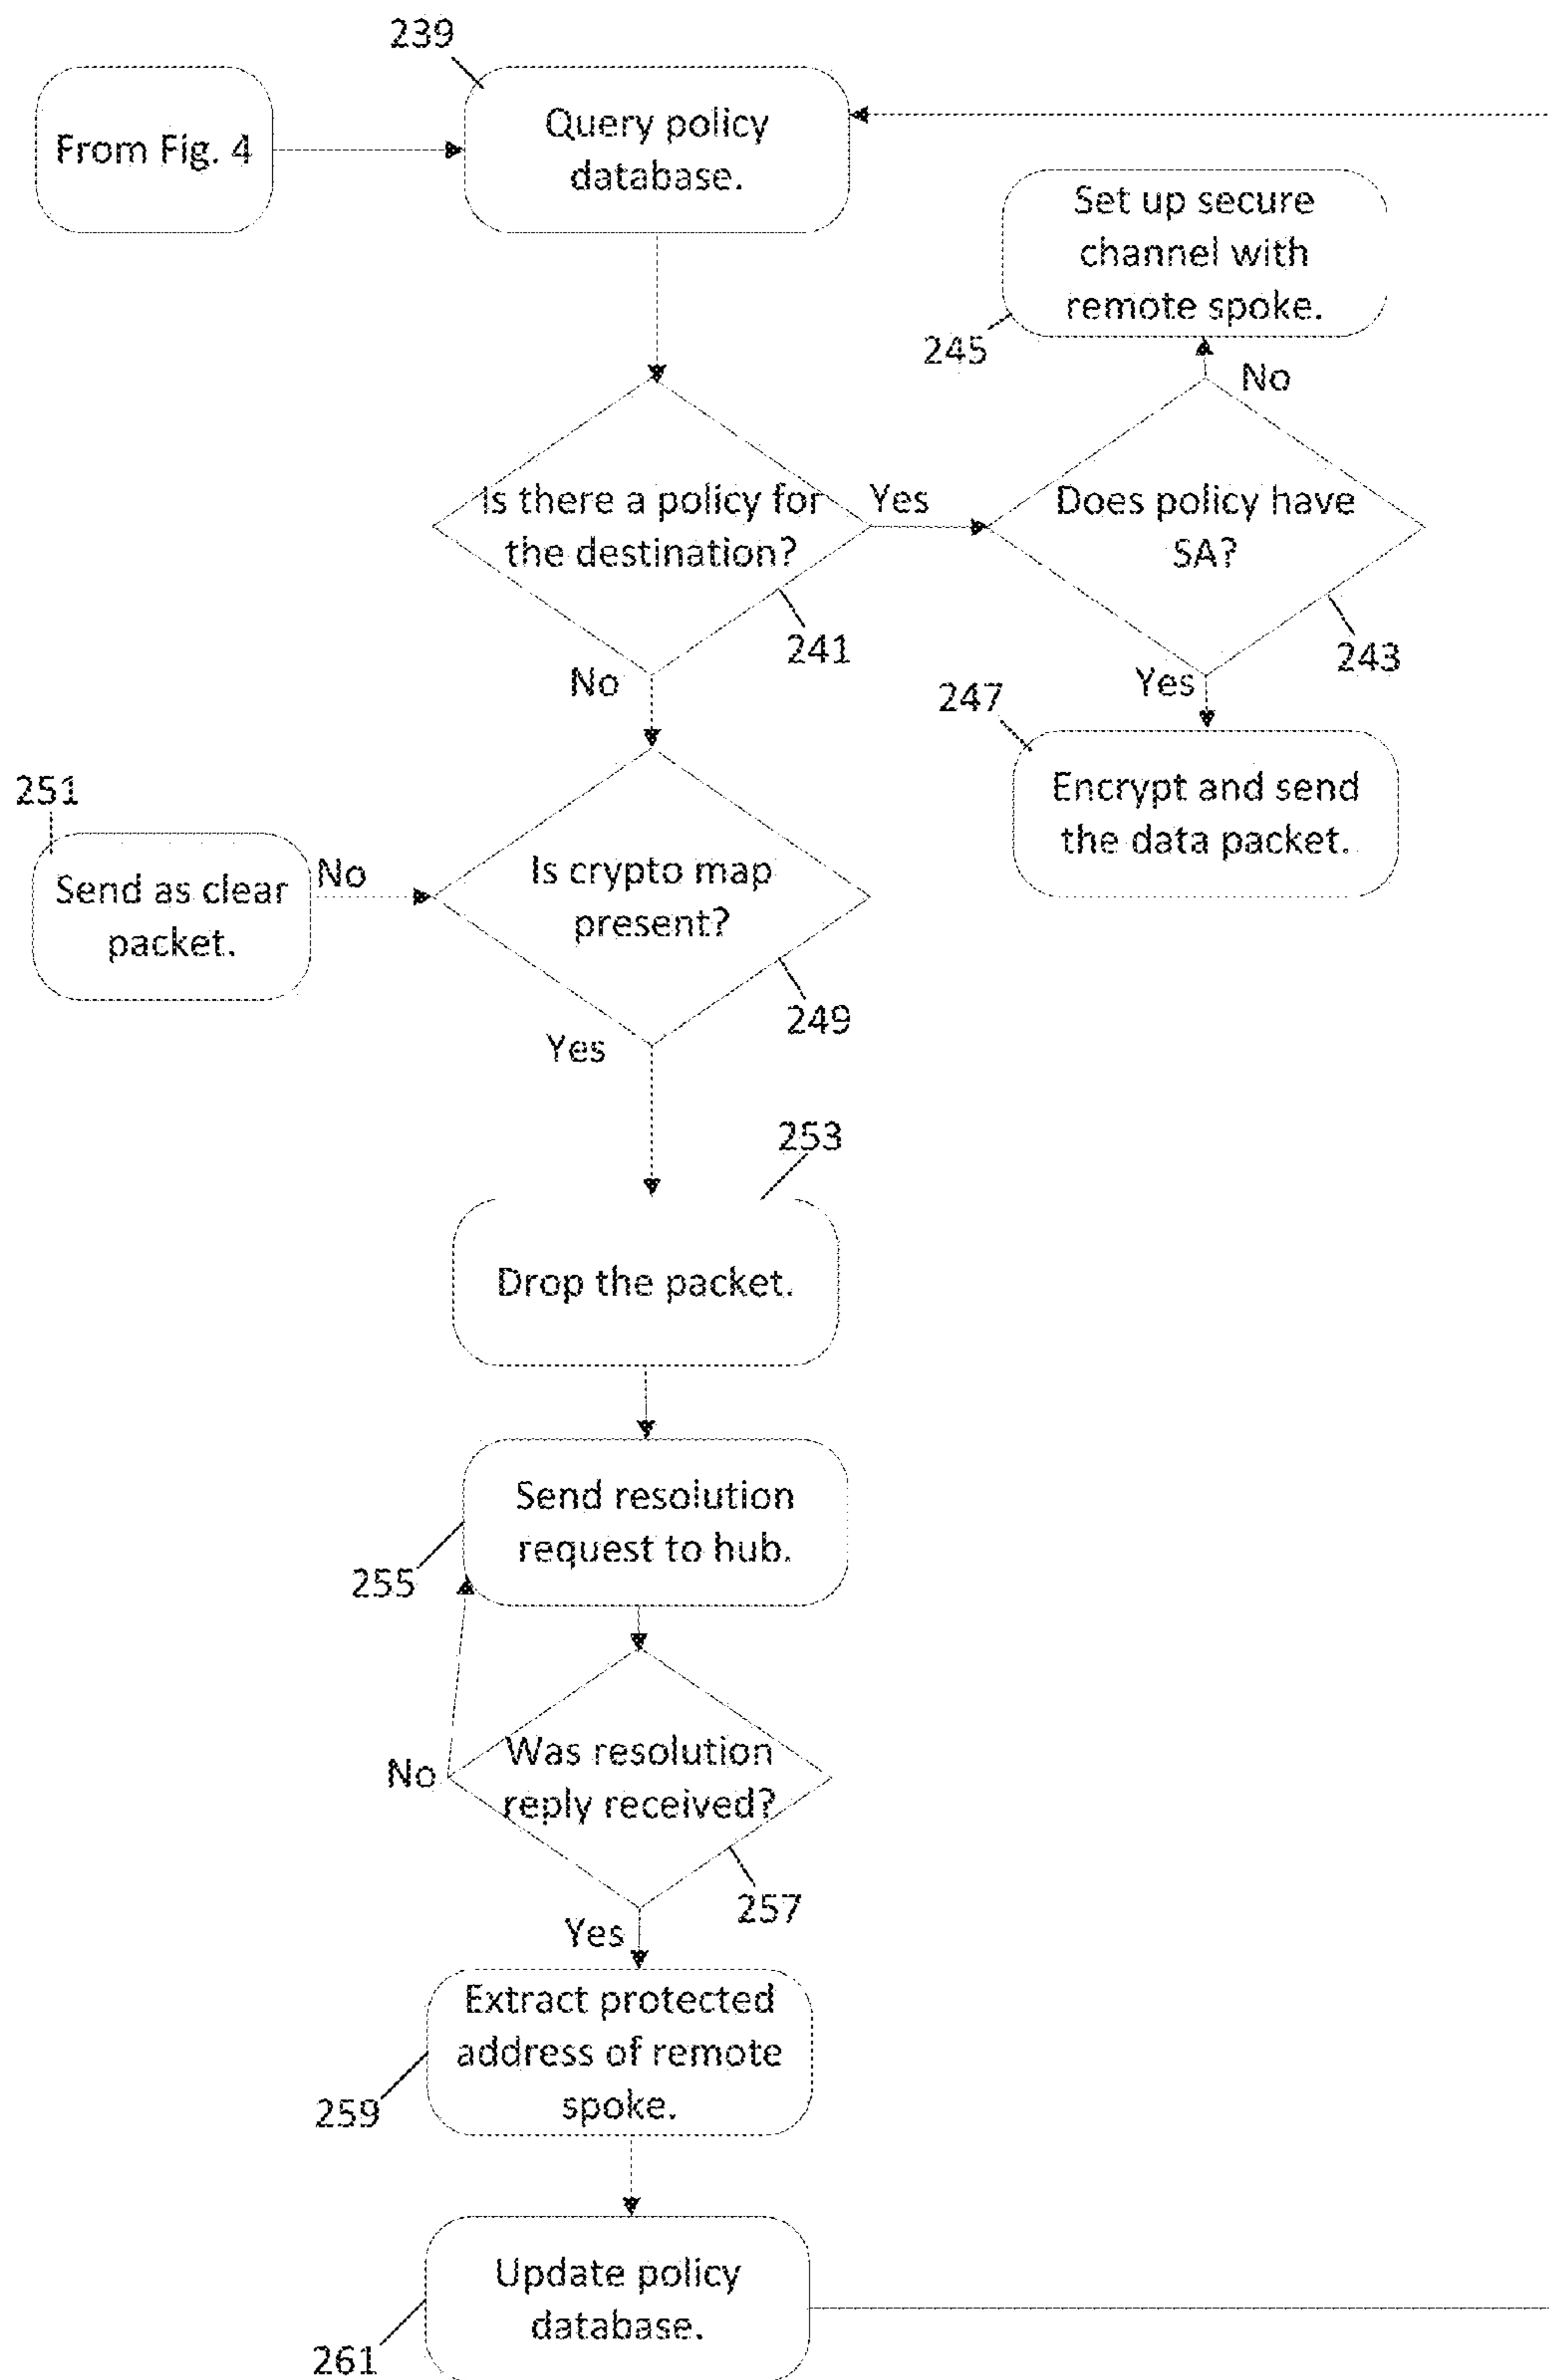 239
From Fig. 4
Query policy
database.
Set up secure
channel with
remote spoke.
245
No
Is there a policy for
the destination?
Yes
Does policy have
SA?
241
243
No
Yes
247
Encrypt and send
the data packet.
251
Send as clear
packet.
No
Is crypto map
present?
249
Yes
253
Drop the packet.
Send resolution
request to hub.
255
Was resolution
reply received?
No
257
Yes
Extract protected
address of remote
spoke.
259
Update policy
database.
261